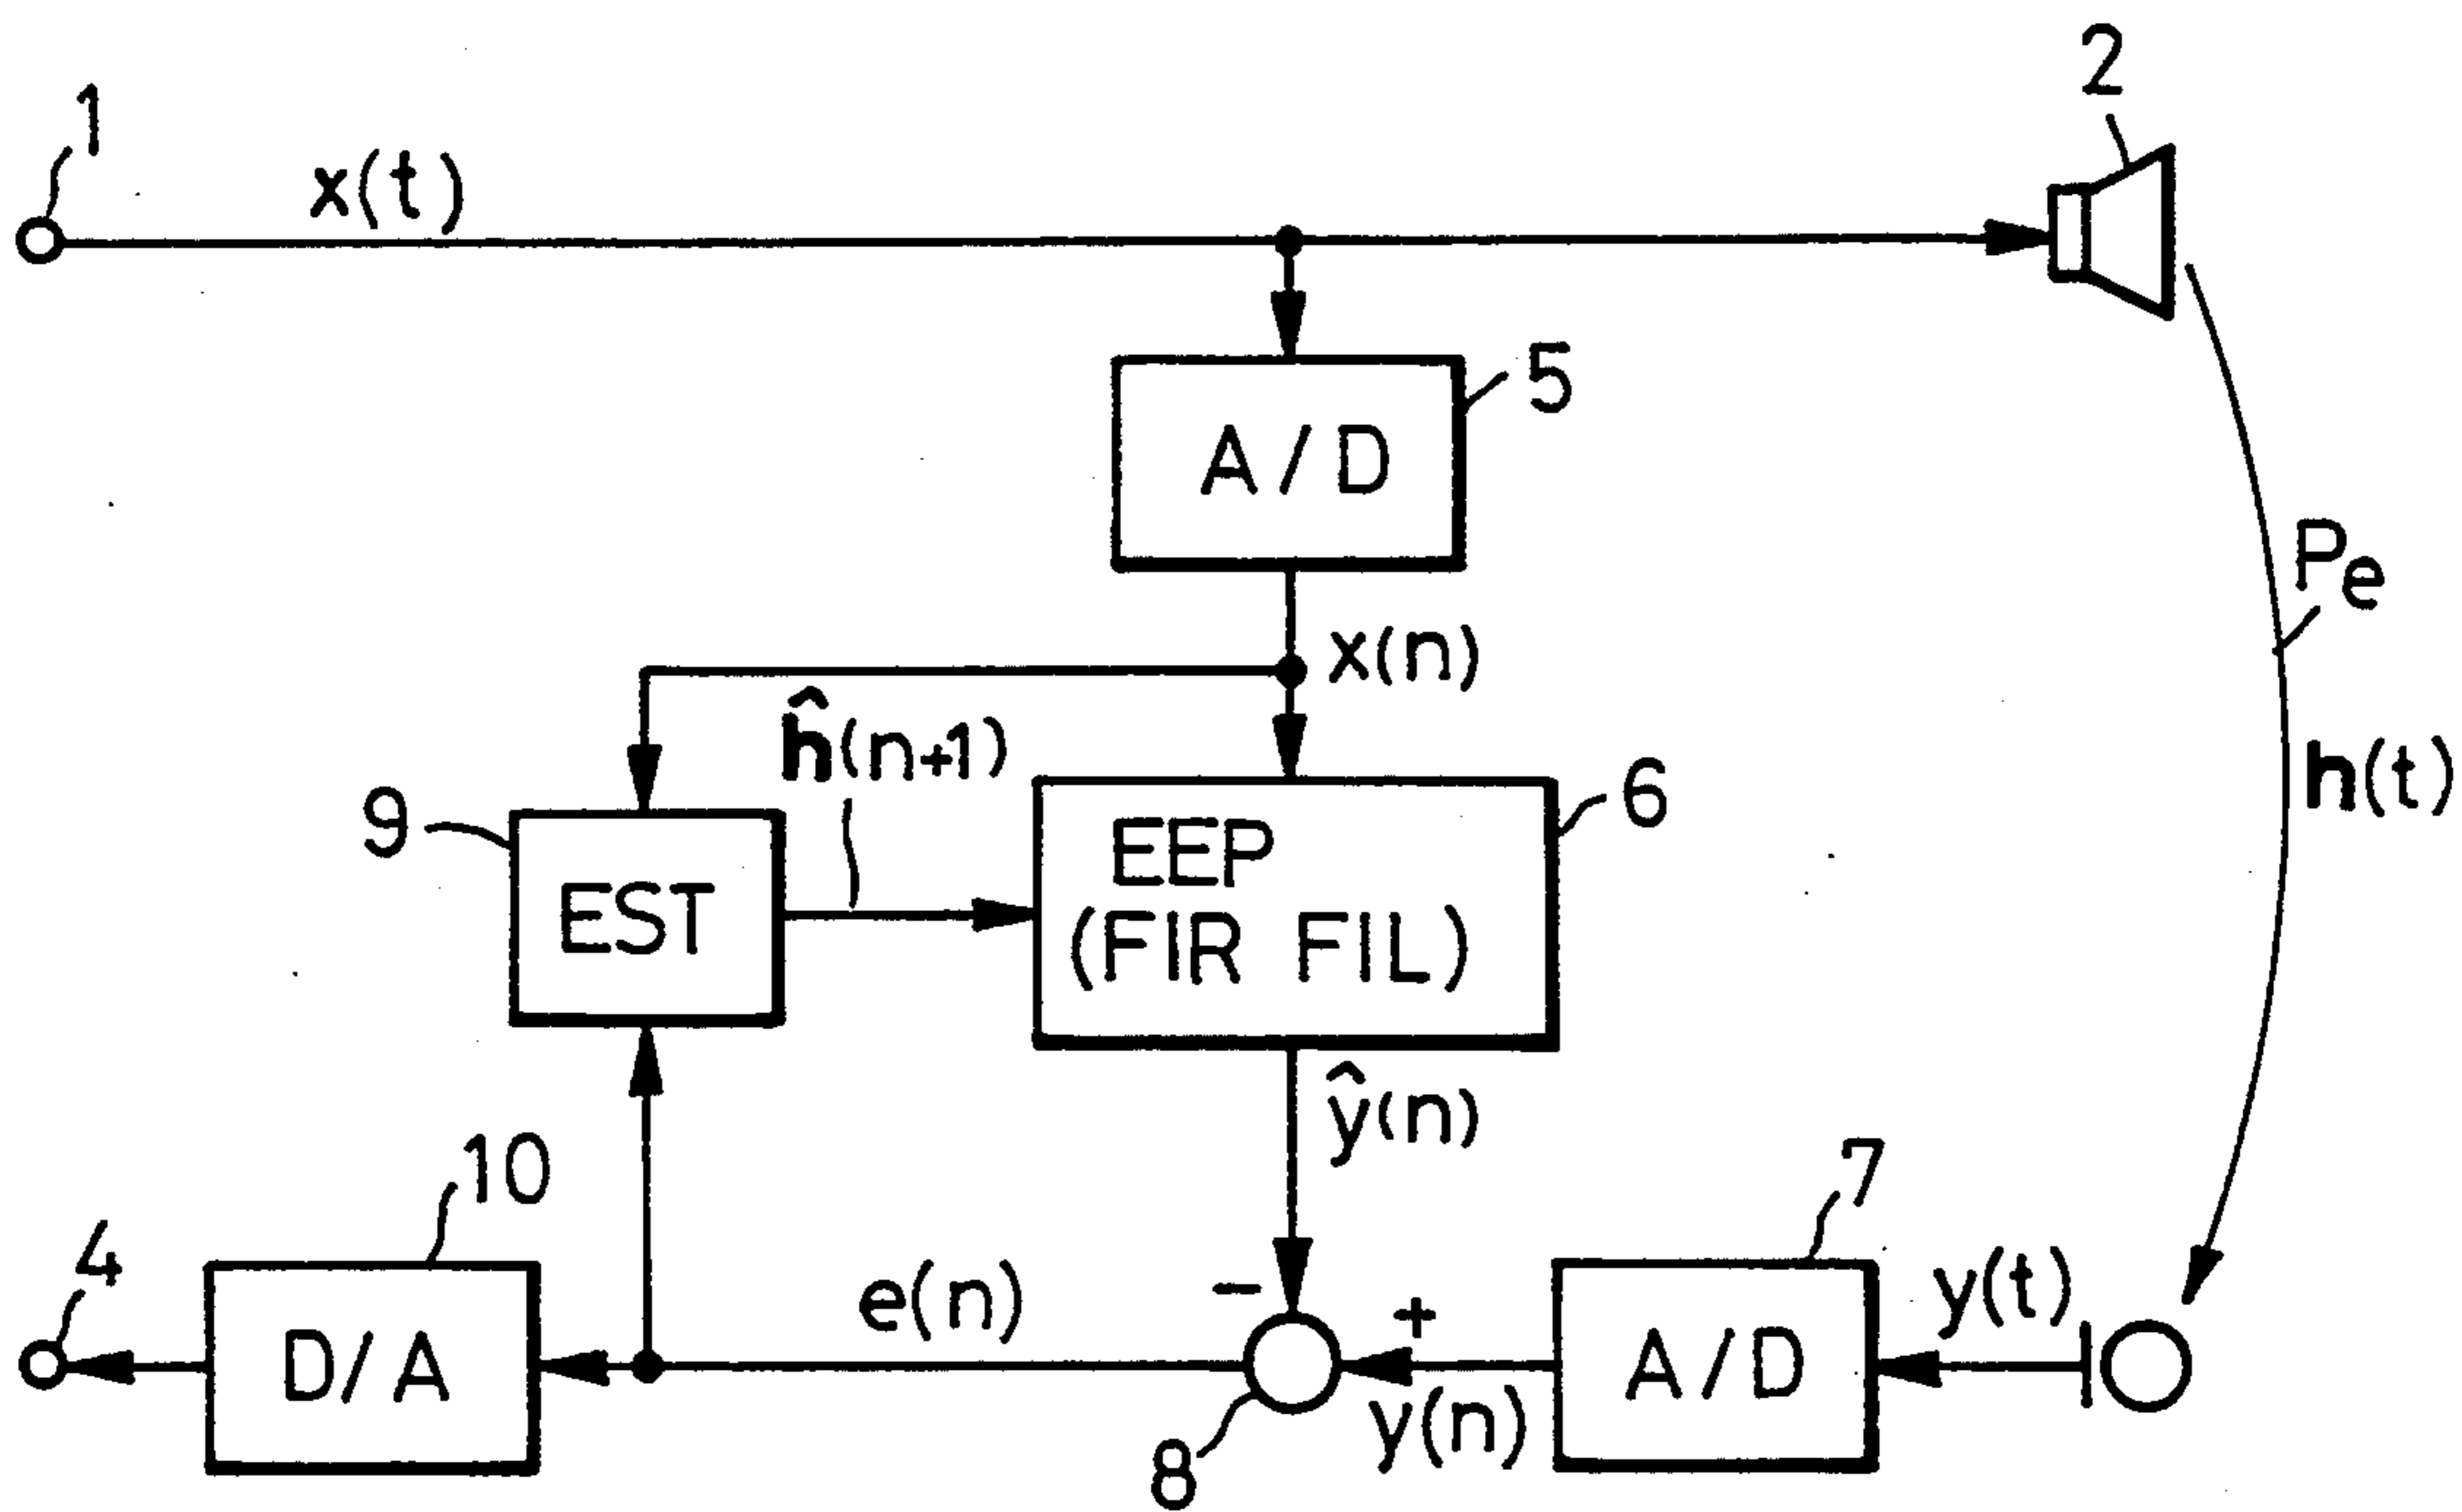 1
x(t)
2
5
A/D
Pe
x(n)
ĥ(n+1)
h(t)
9
6
EEP
(FIR FIL)
EST
ŷ(n)
10
7
4
e(n)
-
+
y(t)
D/A
A/D
y(n)
8